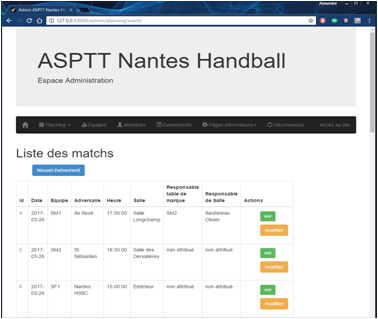 Admin ASPTT Nantes H
Alexandre
127.0.0.1:8000/admin/planning/event/
ASPTT Nantes Handball
Espace Administration
Planning Equipes Membres Evénements Pages Informations Déconnexion Accès au site
Liste des matchs
Nouvel évènement
Id Date Equipe Adversaire Heure Salle Responsable table de marque Responsable de Salle Actions
4 2017-03-26 SM1 As Rezé 17:00:00 Salle Longchamp SM2 Baubineau Olivier voir
modifier
5 2017-03-26 SM2 St Sébastien 18:30:00 Salle des Dervallières non attribué non attribué voir
modifier
6 2017-03-26 SF1 Nantes HSBC 15:00:00 Extérieur non attribué non attribué voir
modifier